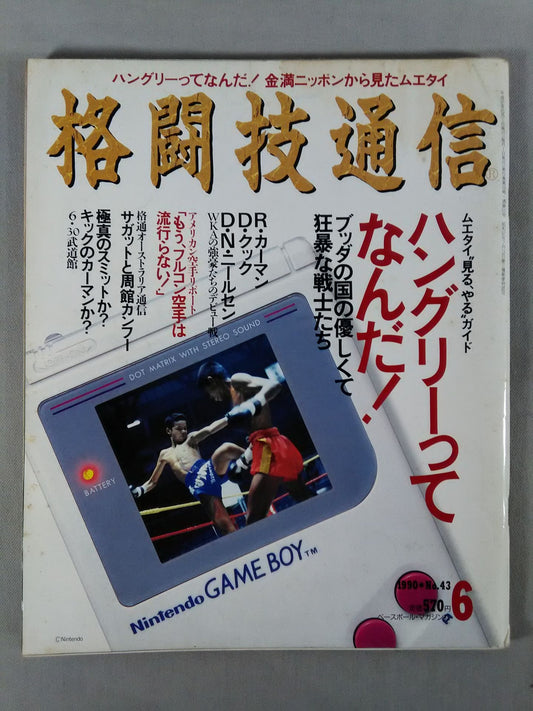 ハングリーってなんだ! 金満ニッポンから見たムエタイ
格闘技通信®
ムエタイ"見る、やる"ガイド
ハングリーって
なんだ!
ブッダの国の優しくて
狂暴な戦士たち
R・カーマン
D・クック
D・N・ニールセン
WKAの強豪たちのデビュー戦
アメリカン空手リポート
「もう、フルコン空手は
流行らない!」
格通オーストラリア通信
サガットと周館カンフー
極真のスミットか?
キックのカーマンか?
6・30武道館
DOT MATRIX WITH STEREO SOUND
BATTERY
Nintendo GAME BOY™
1990●No.43
定価570円
6
ベースボール・マガジン社
©Nintendo